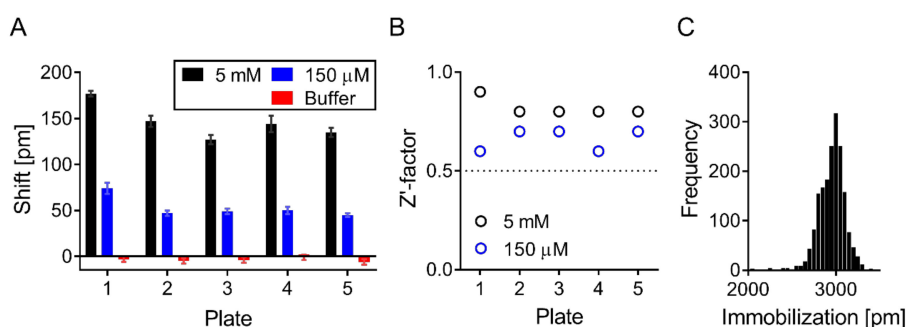 A
200
150
100
50
0
Shift [pm]
5 mM
150 μM
Buffer
1 2 3 4 5
Plate
B
1.0
0.5
0.0
Z'-factor
5 mM
150 μM
1 2 3 4 5
Plate
C
400
300
200
100
0
Frequency
2000 3000
Immobilization [pm]